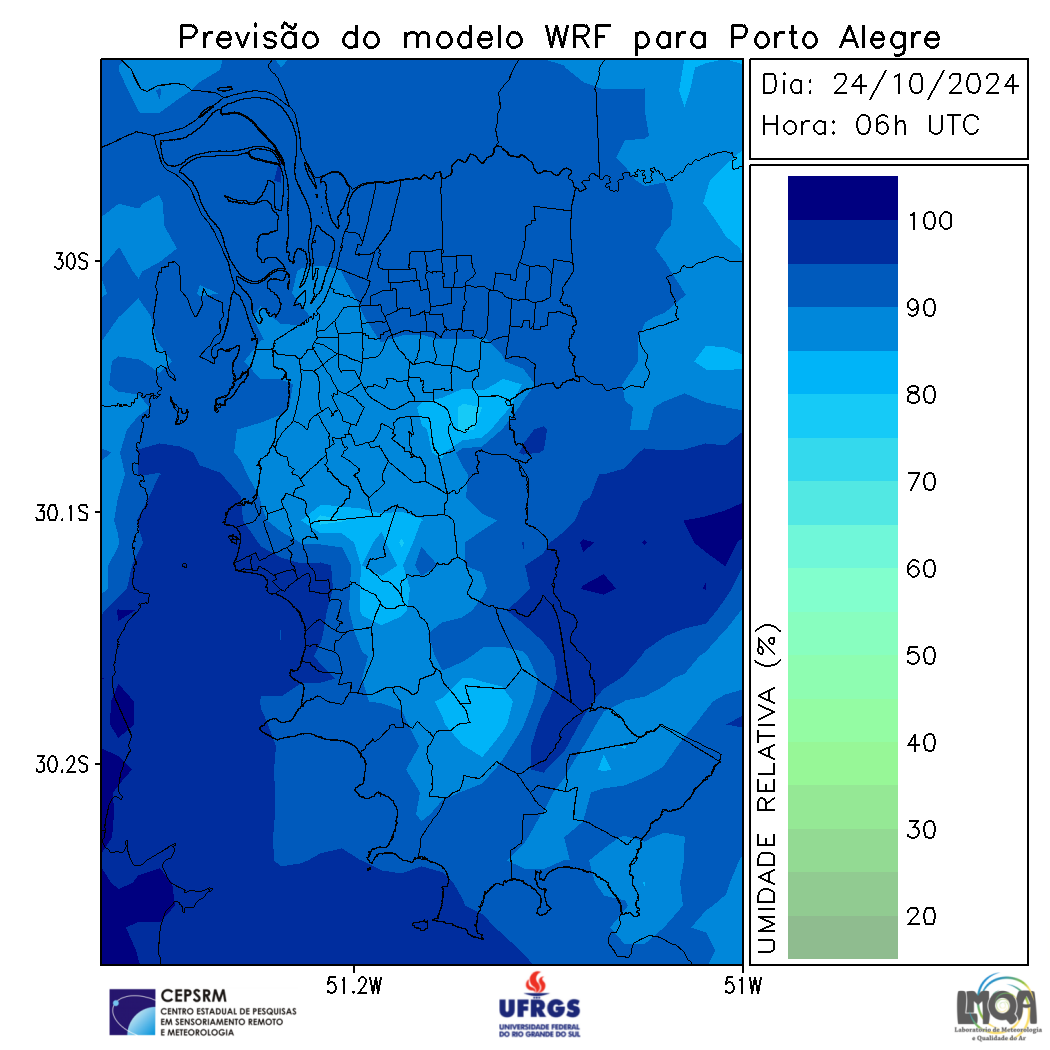 Previsão do modelo WRF para Porto Alegre
Dia: 24/10/2024
Hora: 06h UTC
100
90
80
70
60
50
40
30
20
UMIDADE RELATIVA (%)
30S
30.1S
30.2S
51.2W
51W
CEPSRM
CENTRO ESTADUAL DE PESQUISAS
EM SENSORIAMENTO REMOTO
E METEOROLOGIA
UFRGS
UNIVERSIDADE FEDERAL
DO RIO GRANDE DO SUL
LMQA
Laboratório de Meteorologia
e Qualidade do Ar